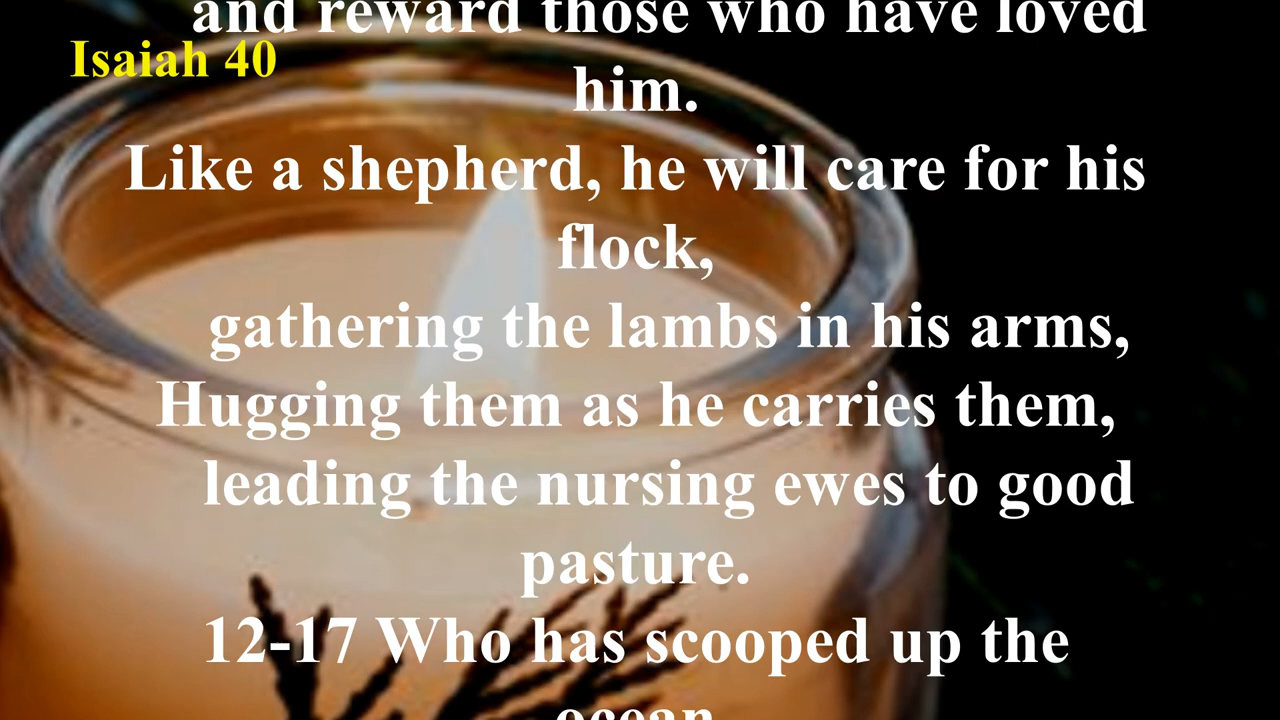 and reward those who have loved
Isaiah 40
him.
Like a shepherd, he will care for his
flock,
gathering the lambs in his arms,
Hugging them as he carries them,
leading the nursing ewes to good
pasture.
12-17 Who has scooped up the
ocean